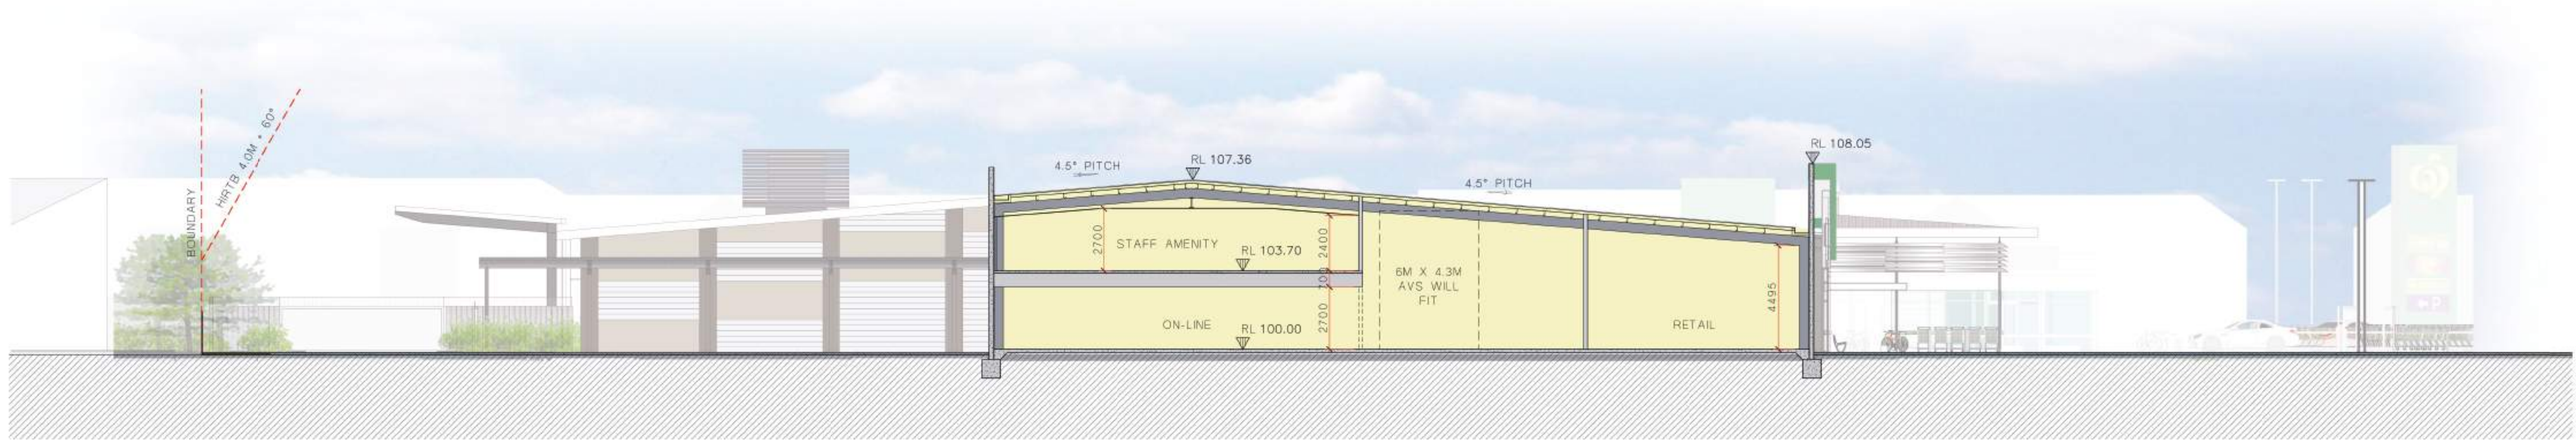 BOUNDARY
HIRTB 4.0M + 60°
4.5° PITCH
RL 107.36
4.5° PITCH
RL 108.05
2700
STAFF AMENITY
RL 103.70
2400
700
6M X 4.3M
AVS WILL
FIT
ON-LINE
RL 100.00
2700
RETAIL
4495
P